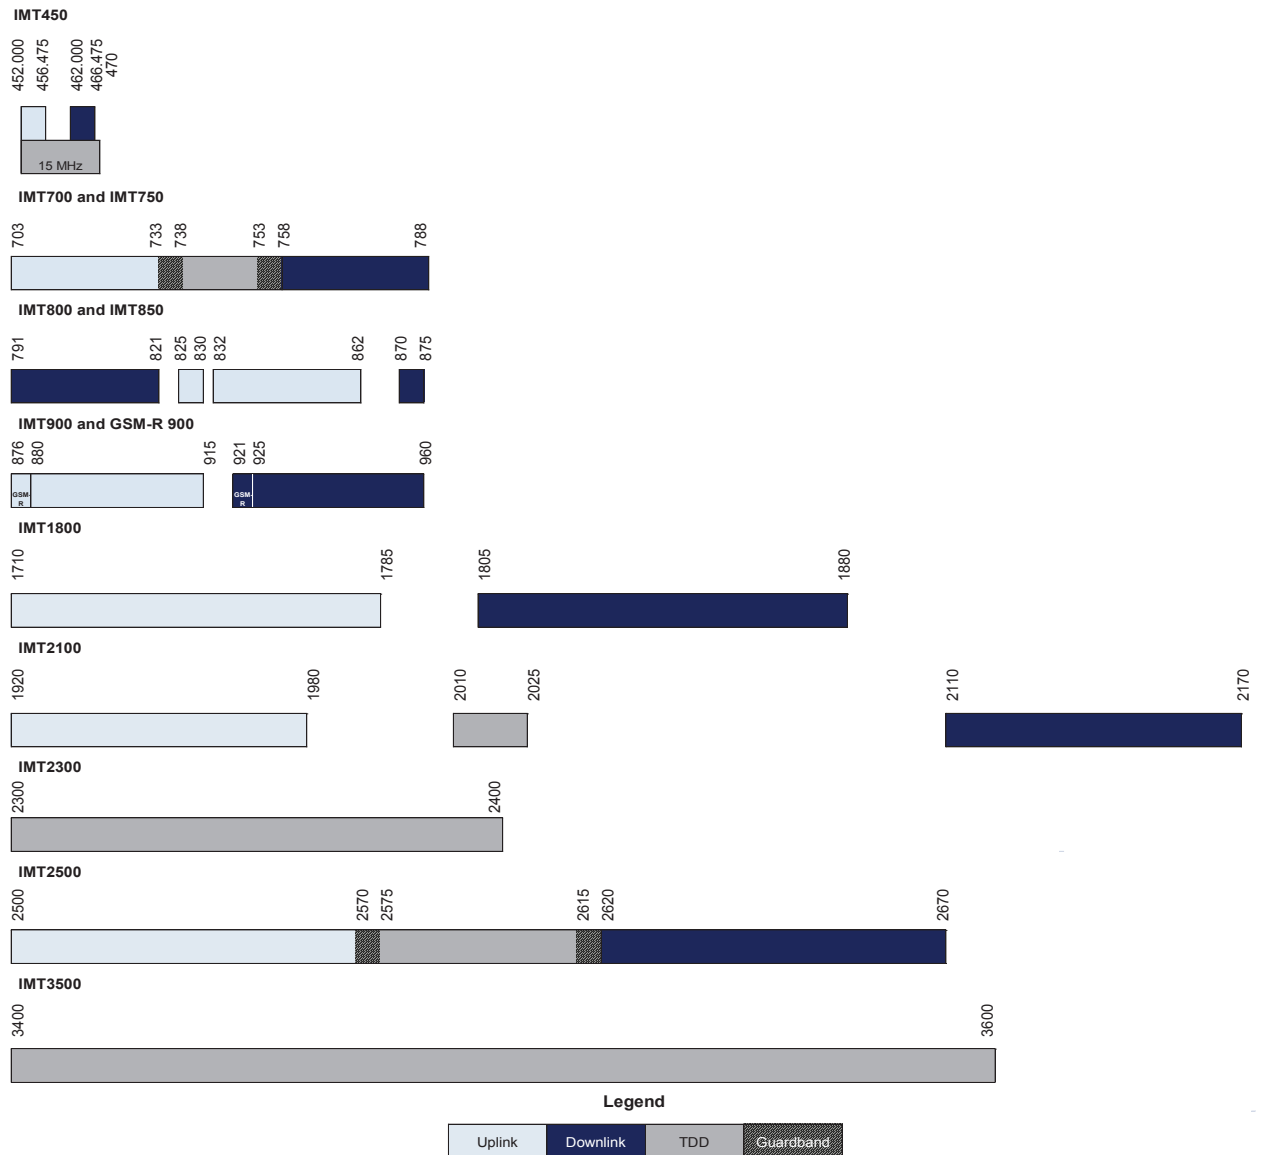 IMT450
452.000 456.475 462.000 466.475 470
15 MHz
IMT700 and IMT750
703 733 738 753 758 788
IMT800 and IMT850
791 821 825 830 832 862 870 875
IMT900 and GSM-R 900
876 880 915 921 925 960
GSM- GSM-
R R
IMT1800
1710 1785 1805 1880
IMT2100
1920 1980 2010 2025 2110 2170
IMT2300
2300 2400
IMT2500
2500 2570 2575 2615 2620 2670
IMT3500
3400 3600
Legend
Uplink Downlink TDD Guardband